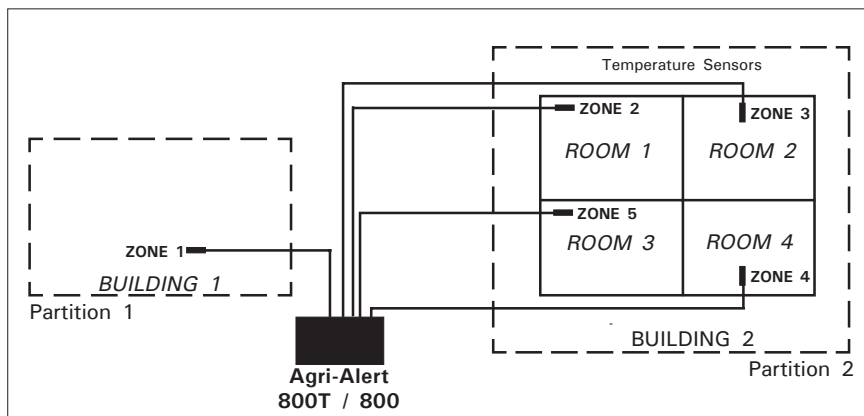 Temperature Sensors
ZONE 2
ZONE 3
ROOM 1
ROOM 2
ZONE 5
ROOM 3
ROOM 4
ZONE 4
ZONE 1
BUILDING 1
Partition 1
BUILDING 2
Partition 2
Agri-Alert
800T / 800